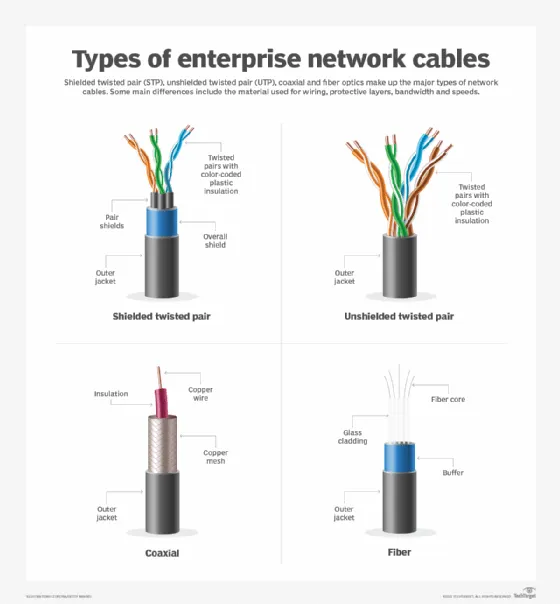 Types of enterprise network cables
Shielded twisted pair (STP), unshielded twisted pair (UTP), coaxial and fiber optics make up the major types of network
cables. Some main differences include the material used for wiring, protective layers, bandwidth and speeds.
Twisted
pairs with
color-coded
plastic
insulation
Pair
shields
Overall
shield
Outer
jacket
Shielded twisted pair
Twisted
pairs with
color-coded
plastic
insulation
Outer
jacket
Unshielded twisted pair
Insulation
Copper
wire
Copper
mesh
Outer
jacket
Coaxial
Fiber core
Glass
cladding
Buffer
Outer
jacket
Fiber
TechTarget